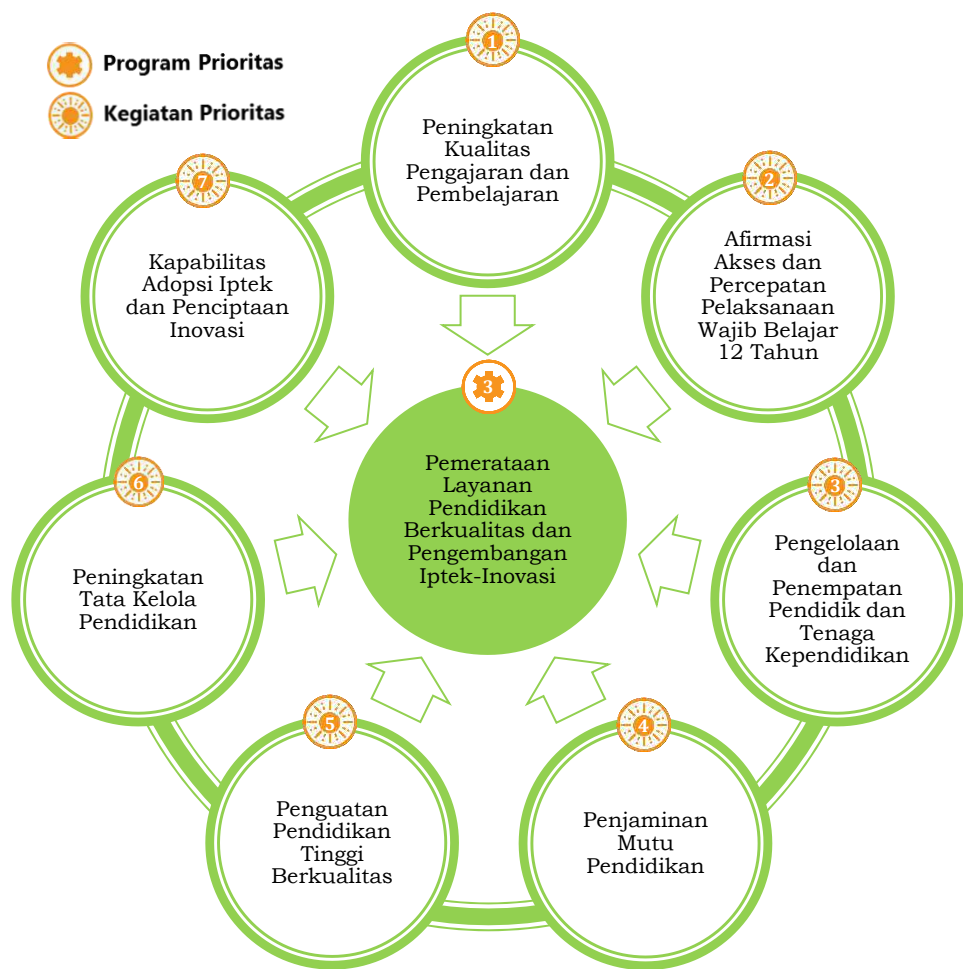 Program Prioritas
Kegiatan Prioritas
1
Peningkatan
Kualitas
Pengajaran dan
Pembelajaran
2
Afirmasi
Akses dan
Percepatan
Pelaksanaan
Wajib Belajar
12 Tahun
3
Pengelolaan
dan
Penempatan
Pendidik dan
Tenaga
Kependidikan
4
Penjaminan
Mutu
Pendidikan
5
Penguatan
Pendidikan
Tinggi
Berkualitas
6
Peningkatan
Tata Kelola
Pendidikan
7
Kapabilitas
Adopsi Iptek
dan Penciptaan
Inovasi
3
Pemerataan
Layanan
Pendidikan
Berkualitas dan
Pengembangan
Iptek-Inovasi